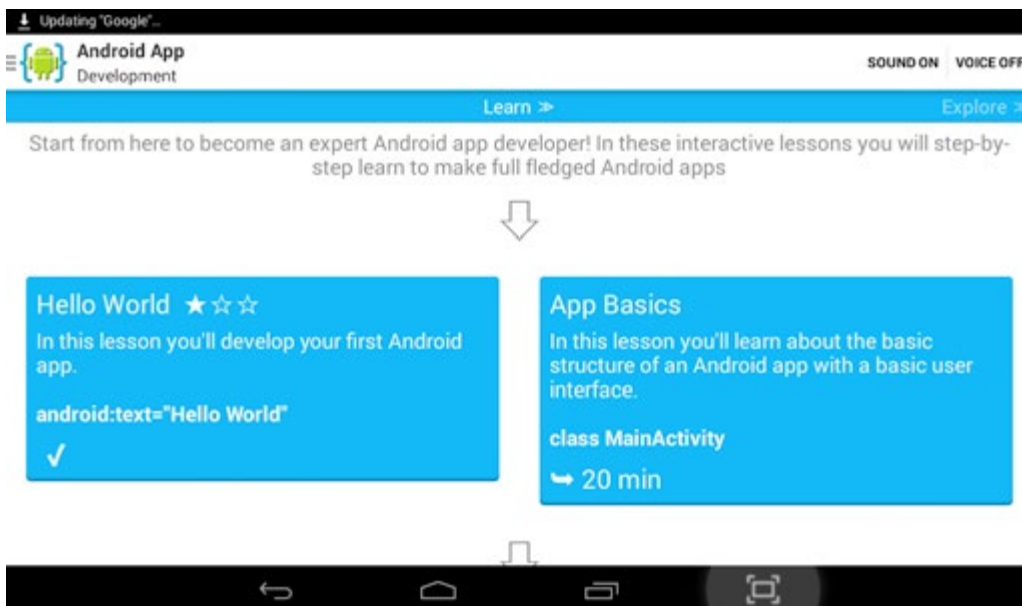 Updating "Google"...
Android App
Development
SOUND ON
VOICE OFF
Learn >>
Explore
Start from here to become an expert Android app developer! In these interactive lessons you will step-by-
step learn to make full fledged Android apps
Hello World ★☆☆
In this lesson you'll develop your first Android
app.
android:text="Hello World"
✓
App Basics
In this lesson you'll learn about the basic
structure of an Android app with a basic user
interface.
class MainActivity
20 min